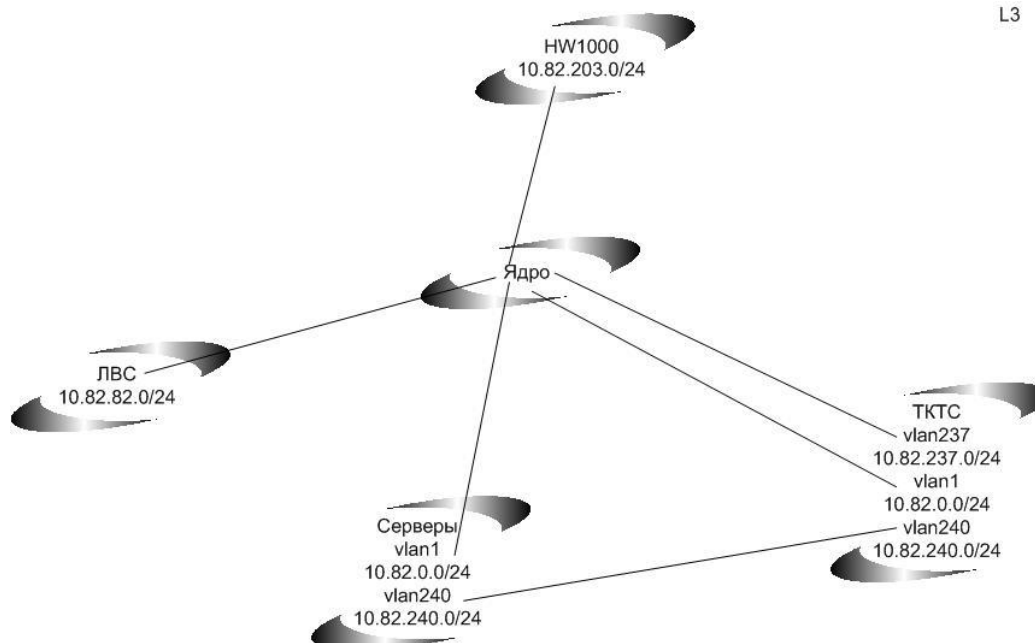 L3
HW1000
10.82.203.0/24
Ядро
ЛВС
10.82.82.0/24
ТКТС
vlan237
10.82.237.0/24
vlan1
10.82.0.0/24
vlan240
10.82.240.0/24
Серверы
vlan1
10.82.0.0/24
vlan240
10.82.240.0/24